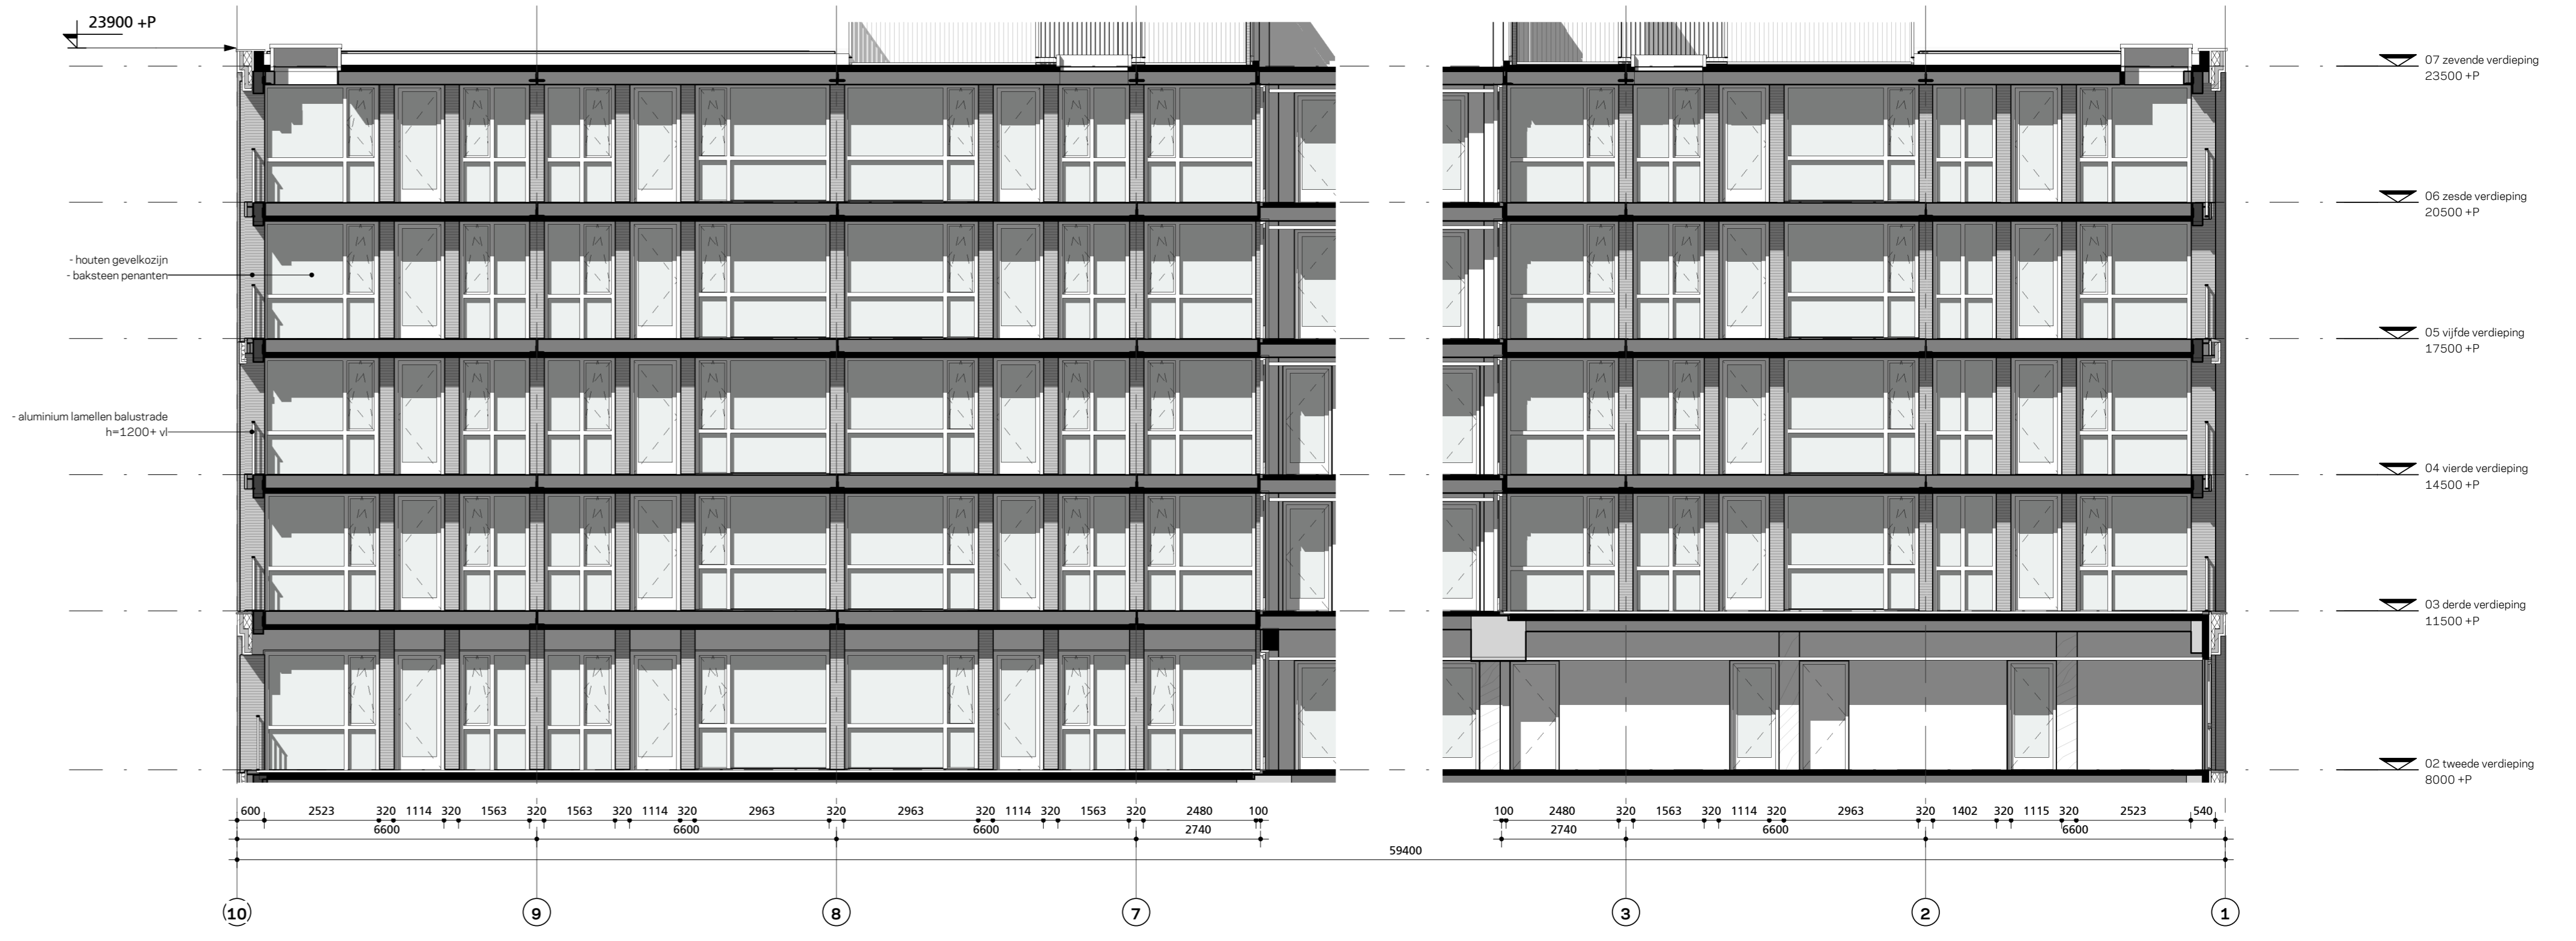 23900 +P
07 zevende verdieping
23500 +P
06 zesde verdieping
20500 +P
- houten gevelkozijn
- baksteen penanten
05 vijfde verdieping
17500 +P
- aluminium lamellen balustrade
h=1200+ vl
04 vierde verdieping
14500 +P
03 derde verdieping
11500 +P
02 tweede verdieping
8000 +P
600 2523 320 1114 320 1563 320 1563 320 1114 320 2963 320 2963 320 1114 320 1563 320 2480 100
100 2480 320 1563 320 1114 320 2963 320 1402 320 1115 320 2523 540
6600 6600 6600 2740
2740 6600 6600
59400
10 9 8 7 3 2 1